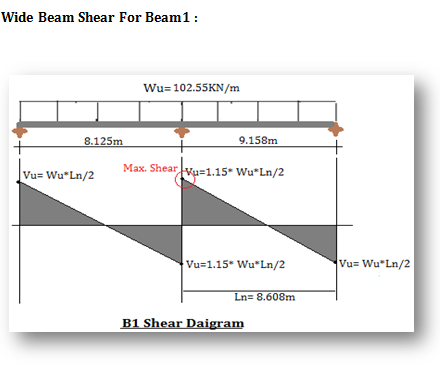 Wide Beam Shear For Beam1 :
Wu= 102.55KN/m
8.125m
9.158m
Max. Shear
Vu= Wu*Ln/2
Vu=1.15* Wu*Ln/2
Vu=1.15* Wu*Ln/2
Vu= Wu*Ln/2
Ln= 8.608m
B1 Shear Daigram